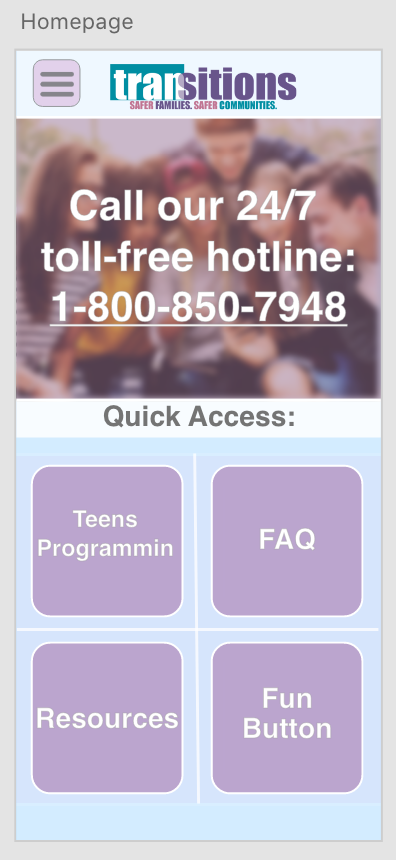 Homepage
transitions
SAFER FAMILIES. SAFER COMMUNITIES.
Call our 24/7
toll-free hotline:
1-800-850-7948
Quick Access:
Teens
Programmin
FAQ
Resources
Fun
Button